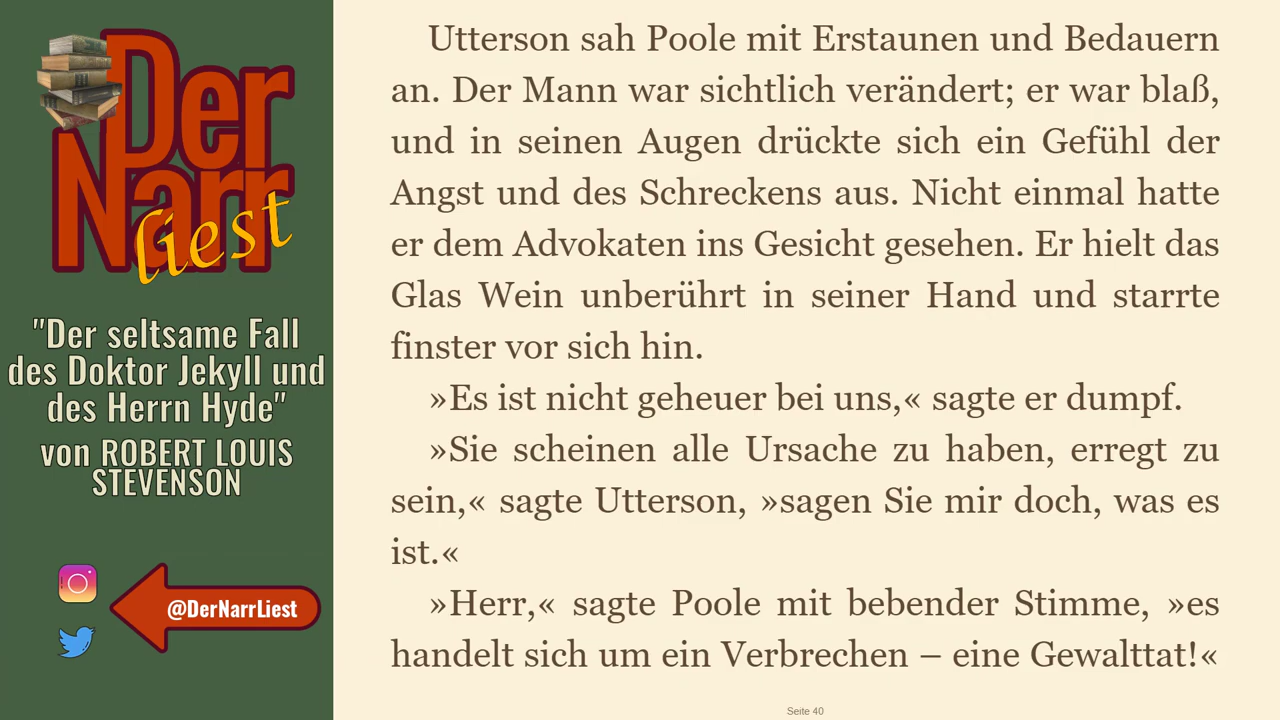 Der
Narr
liest
"Der seltsame Fall
des Doktor Jekyll und
des Herrn Hyde"
von ROBERT LOUIS
STEVENSON
@DerNarrLiest
Utterson sah Poole mit Erstaunen und Bedauern
an. Der Mann war sichtlich verändert; er war blaß,
und in seinen Augen drückte sich ein Gefühl der
Angst und des Schreckens aus. Nicht einmal hatte
er dem Advokaten ins Gesicht gesehen. Er hielt das
Glas Wein unberührt in seiner Hand und starrte
finster vor sich hin.
»Es ist nicht geheuer bei uns,« sagte er dumpf.
»Sie scheinen alle Ursache zu haben, erregt zu
sein,« sagte Utterson, »sagen Sie mir doch, was es
ist.«
»Herr,« sagte Poole mit bebender Stimme, »es
handelt sich um ein Verbrechen – eine Gewalttat!«
Seite 40